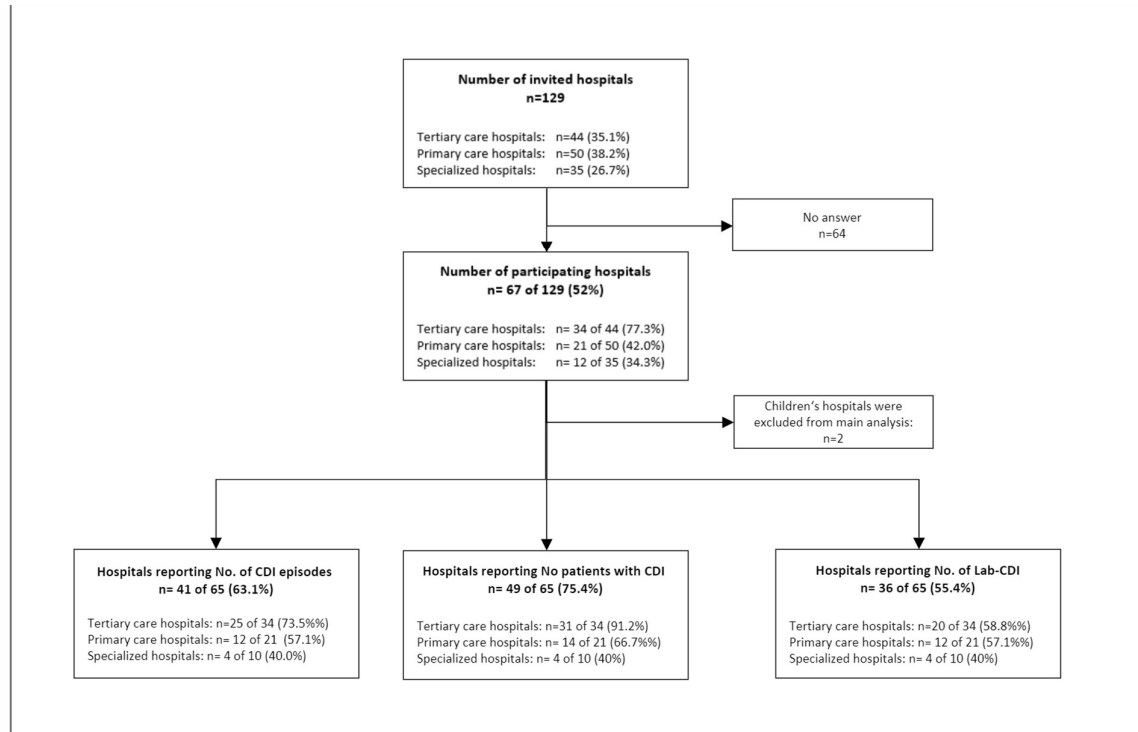 Number of invited hospitals
n=129
Tertiary care hospitals: n=44 (35.1%)
Primary care hospitals: n=50 (38.2%)
Specialized hospitals: n=35 (26.7%)
No answer
n=64
Number of participating hospitals
n= 67 of 129 (52%)
Tertiary care hospitals: n= 34 of 44 (77.3%)
Primary care hospitals: n= 21 of 50 (42.0%)
Specialized hospitals: n= 12 of 35 (34.3%)
Children's hospitals were
excluded from main analysis:
n=2
Hospitals reporting No. of CDI episodes
n= 41 of 65 (63.1%)
Tertiary care hospitals: n=25 of 34 (73.5%%)
Primary care hospitals: n= 12 of 21 (57.1%)
Specialized hospitals: n= 4 of 10 (40.0%)
Hospitals reporting No patients with CDI
n= 49 of 65 (75.4%)
Tertiary care hospitals: n=31 of 34 (91.2%)
Primary care hospitals: n= 14 of 21 (66.7%%)
Specialized hospitals: n= 4 of 10 (40%)
Hospitals reporting No. of Lab-CDI
n= 36 of 65 (55.4%)
Tertiary care hospitals: n=20 of 34 (58.8%%)
Primary care hospitals: n= 12 of 21 (57.1%%)
Specialized hospitals: n= 4 of 10 (40%)